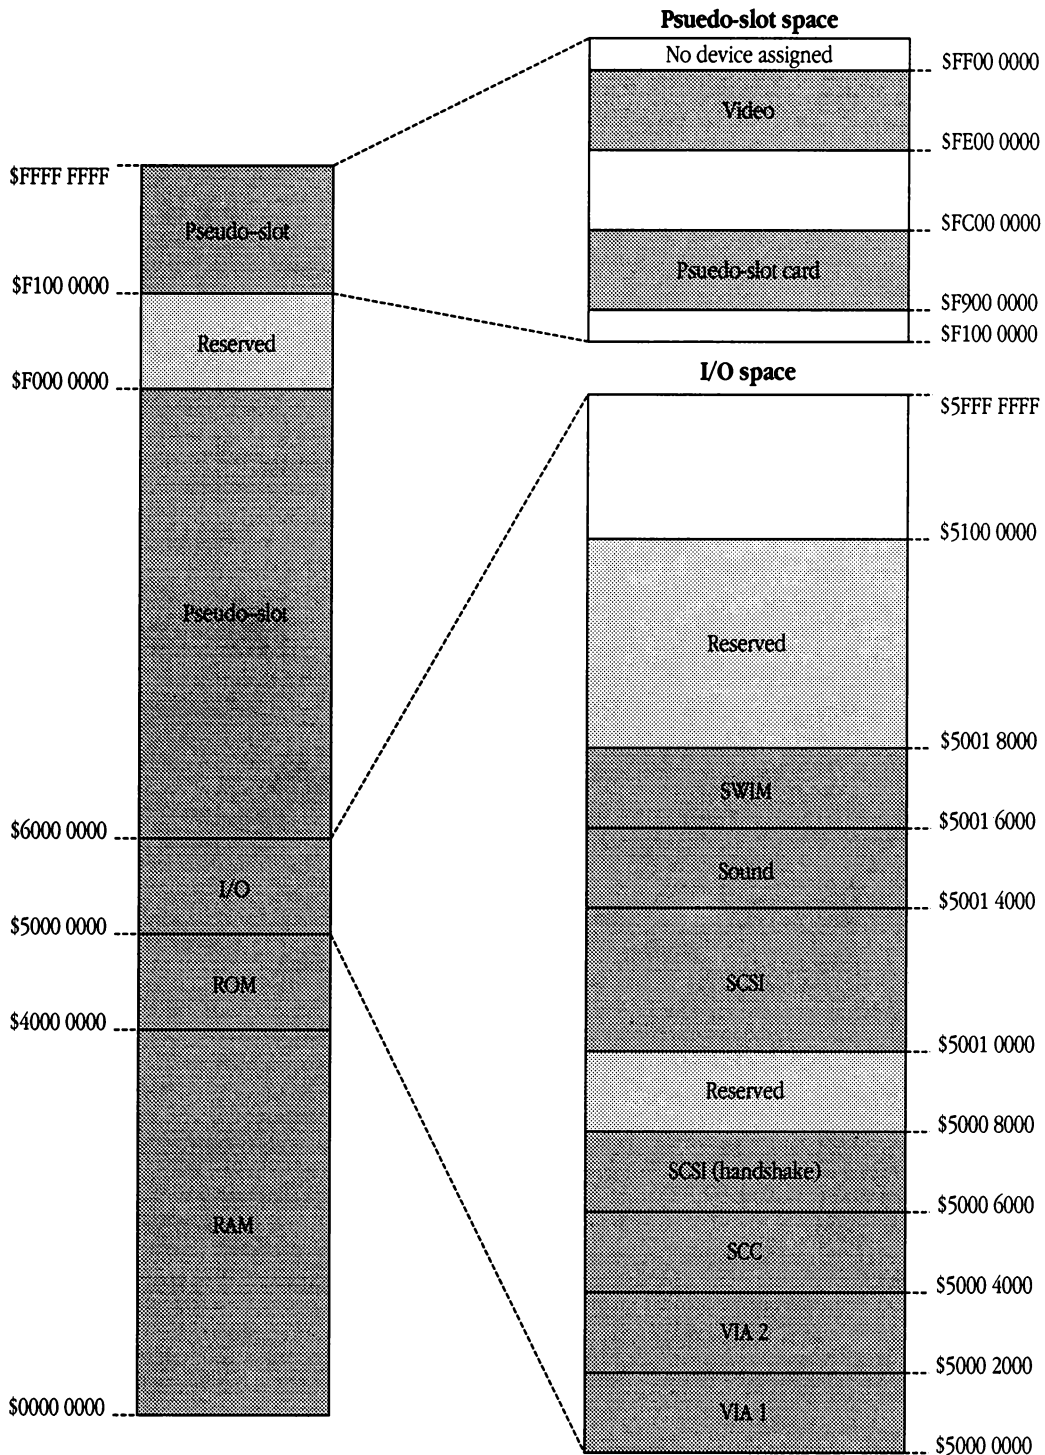 Psuedo-slot space
No device assigned
$FF00 0000
Video
$FE00 0000
$FC00 0000
Psuedo-slot card
$F900 0000
$F100 0000
$FFFF FFFF
Pseudo-slot
$F100 0000
Reserved
$F000 0000
Pseudo-slot
$6000 0000
I/O
$5000 0000
ROM
$4000 0000
RAM
$0000 0000
I/O space
$5FFF FFFF
$5100 0000
Reserved
$5001 8000
SWIM
$5001 6000
Sound
$5001 4000
SCSI
$5001 0000
Reserved
$5000 8000
SCSI (handshake)
$5000 6000
SCC
$5000 4000
VIA 2
$5000 2000
VIA 1
$5000 0000